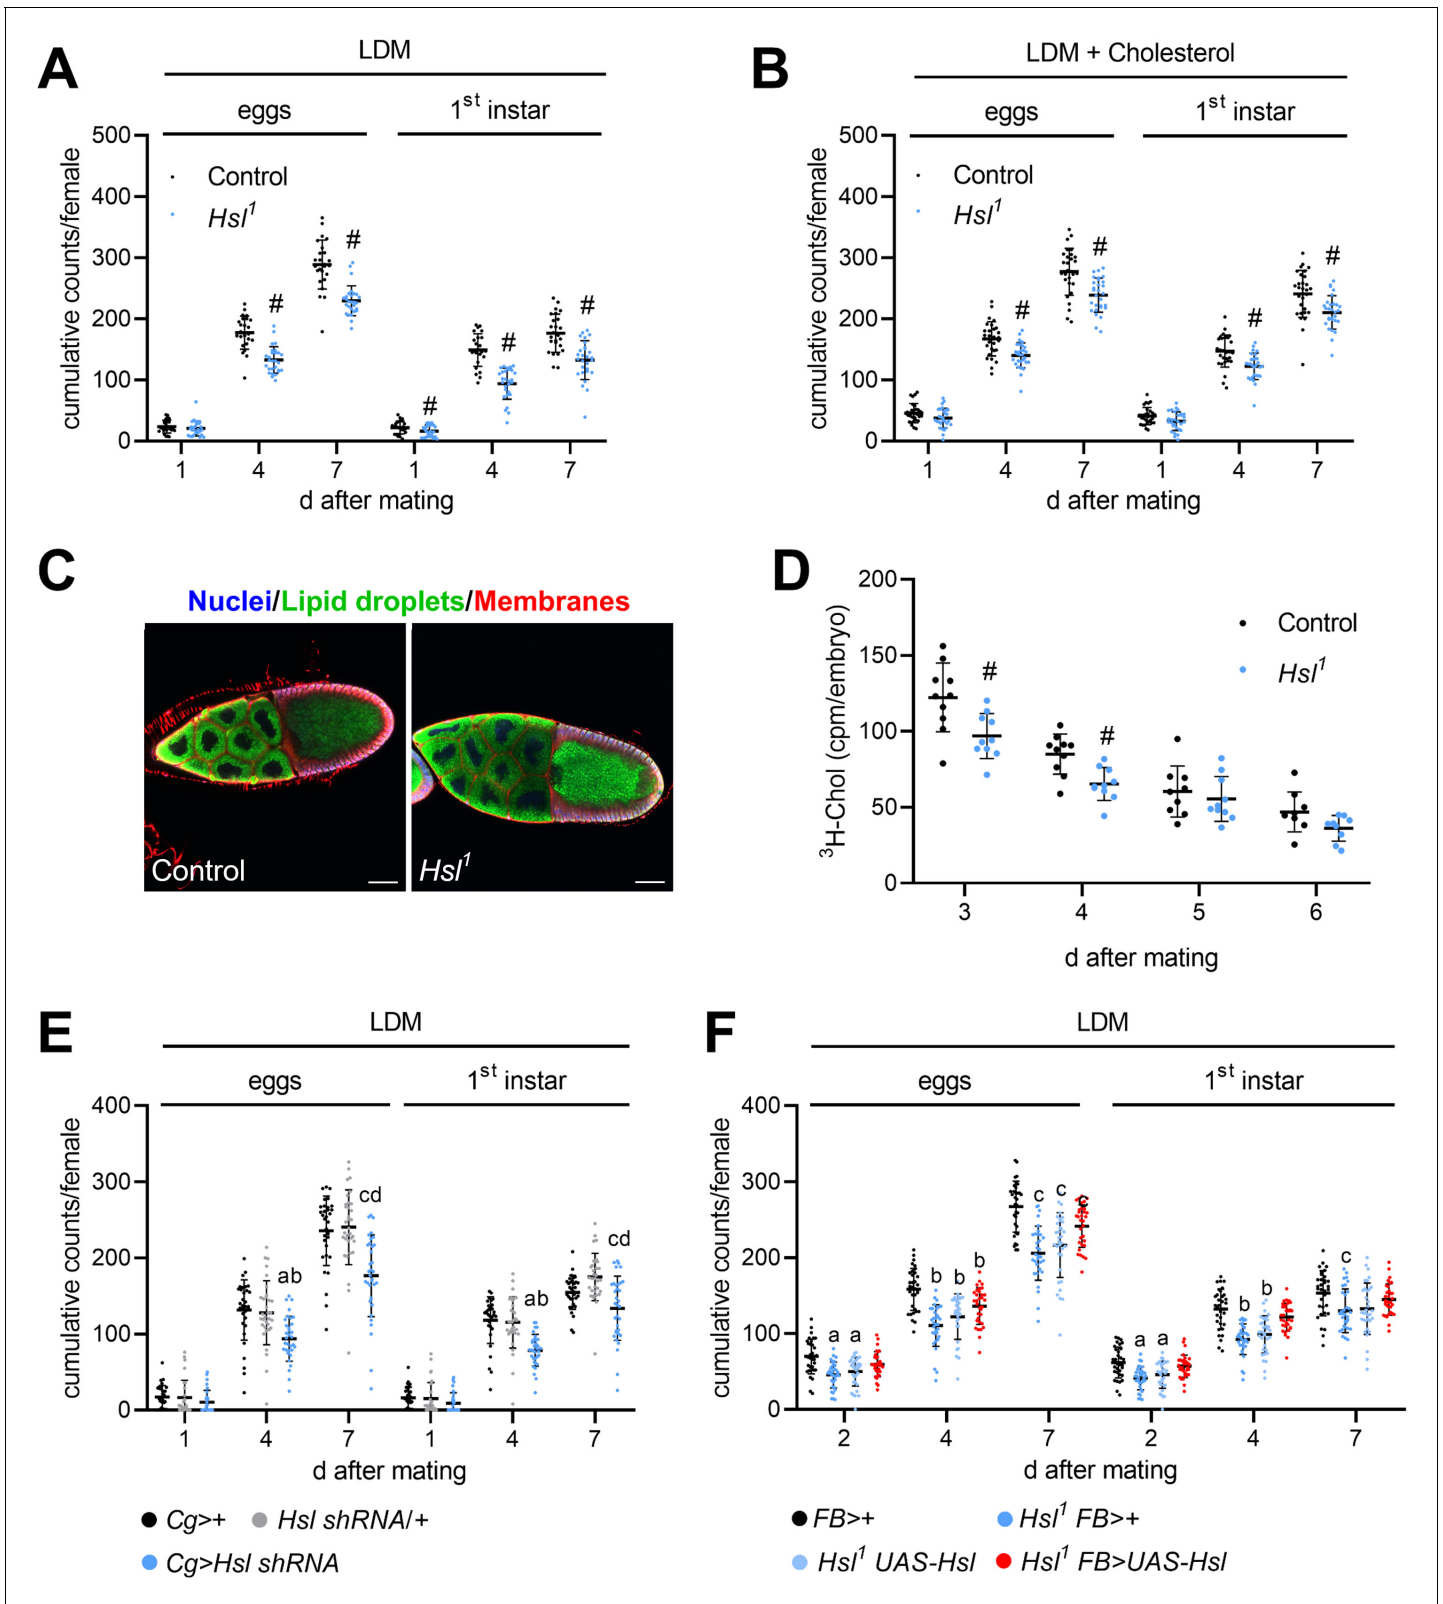 A
LDM
eggs 1st instar
500
400
300
200
100
0
cumulative counts/female
Control
Hsl1
# # # # #
1 4 7 1 4 7
d after mating
B
LDM + Cholesterol
eggs 1st instar
500
400
300
200
100
0
cumulative counts/female
Control
Hsl1
# # # #
1 4 7 1 4 7
d after mating
C
Nuclei/Lipid droplets/Membranes
Control
Hsl1
D
200
150
100
50
0
3H-Chol (cpm/embryo)
Control
Hsl1
# #
3 4 5 6
d after mating
E
LDM
eggs 1st instar
400
300
200
100
0
cumulative counts/female
ab cd ab cd
1 4 7 1 4 7
d after mating
Cg>+ Hsl shRNA/+
Cg>Hsl shRNA
F
LDM
eggs 1st instar
400
300
200
100
0
cumulative counts/female
a a b b b c c c a a b b c
2 4 7 2 4 7
d after mating
FB>+ Hsl1 FB>+
Hsl1 UAS-Hsl Hsl1 FB>UAS-Hsl